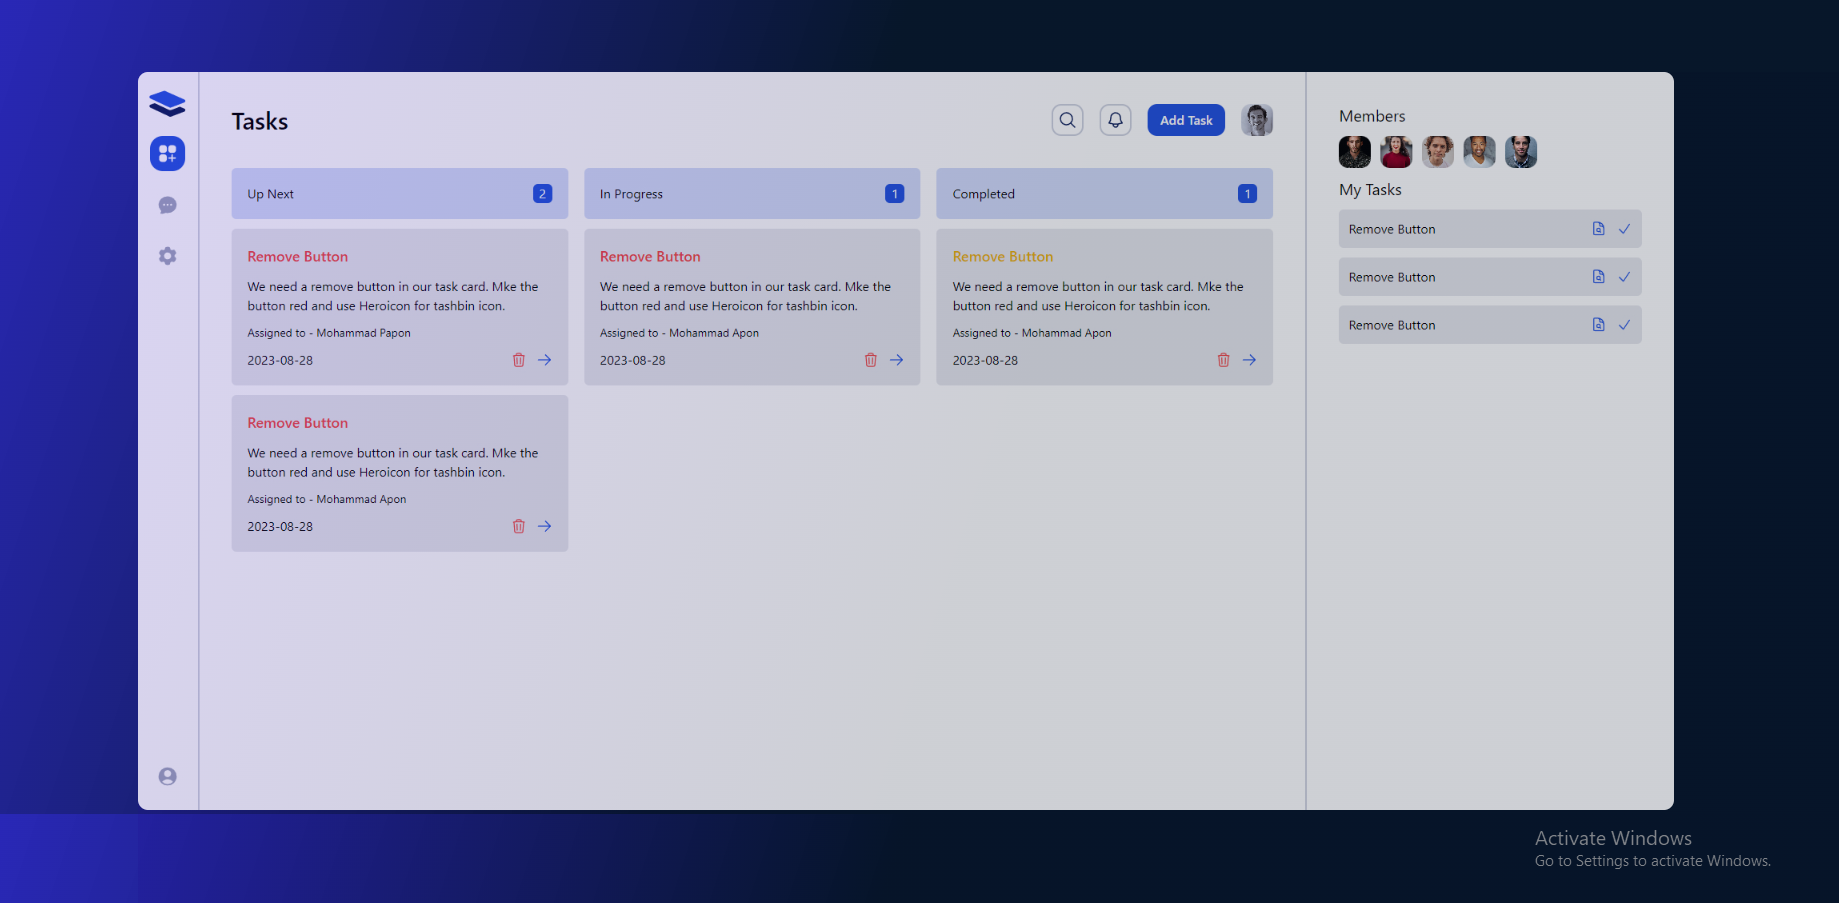 Tasks
Add Task
Up Next
2
Remove Button
We need a remove button in our task card. Mke the
button red and use Heroicon for tashbin icon.
Assigned to - Mohammad Papon
2023-08-28
Remove Button
We need a remove button in our task card. Mke the
button red and use Heroicon for tashbin icon.
Assigned to - Mohammad Apon
2023-08-28
In Progress
1
Remove Button
We need a remove button in our task card. Mke the
button red and use Heroicon for tashbin icon.
Assigned to - Mohammad Apon
2023-08-28
Completed
1
Remove Button
We need a remove button in our task card. Mke the
button red and use Heroicon for tashbin icon.
Assigned to - Mohammad Apon
2023-08-28
Members
My Tasks
Remove Button
Remove Button
Remove Button
Activate Windows
Go to Settings to activate Windows.